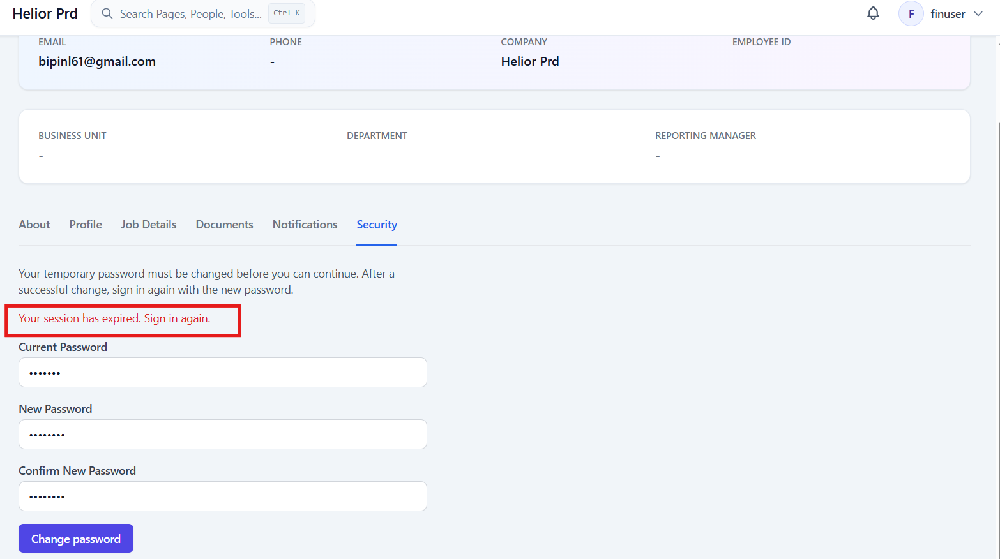 Helior Prd
Search Pages, People, Tools...
Ctrl K
F
finuser
EMAIL
PHONE
COMPANY
EMPLOYEE ID
bipinl61@gmail.com
-
Helior Prd
BUSINESS UNIT
DEPARTMENT
REPORTING MANAGER
-
-
About
Profile
Job Details
Documents
Notifications
Security
Your temporary password must be changed before you can continue. After a
successful change, sign in again with the new password.
Your session has expired. Sign in again.
Current Password
•••••••
New Password
••••••••
Confirm New Password
••••••••
Change password